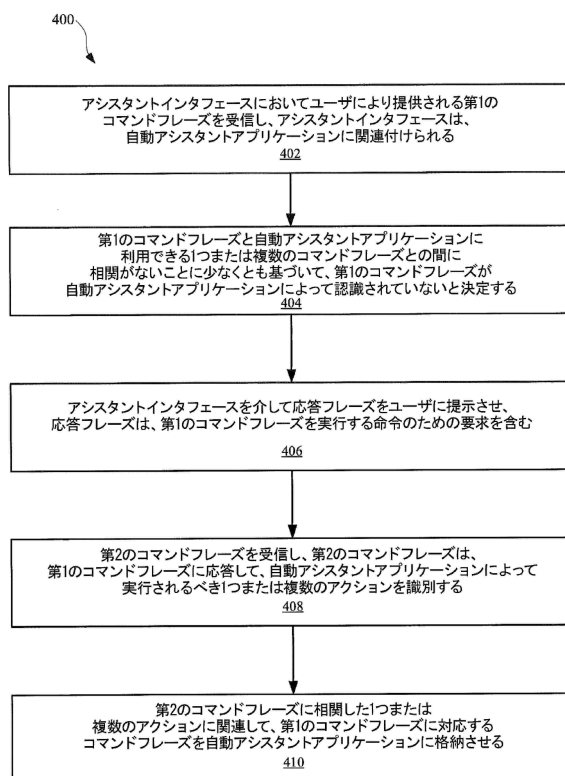 400
アシスタントインタフェースにおいてユーザにより提供される第1の
コマンドフレーズを受信し、アシスタントインタフェースは、
自動アシスタントアプリケーションに関連付けられる
402
第1のコマンドフレーズと自動アシスタントアプリケーションに
利用できる1つまたは複数のコマンドフレーズとの間に
相関がないことに少なくとも基づいて、第1のコマンドフレーズが
自動アシスタントアプリケーションによって認識されていないと決定する
404
アシスタントインタフェースを介して応答フレーズをユーザに提示させ、
応答フレーズは、第1のコマンドフレーズを実行する命令のための要求を含む
406
第2のコマンドフレーズを受信し、第2のコマンドフレーズは、
第1のコマンドフレーズに応答して、自動アシスタントアプリケーションによって
実行されるべき1つまたは複数のアクションを識別する
408
第2のコマンドフレーズに相関した1つまたは
複数のアクションに関連して、第1のコマンドフレーズに対応する
コマンドフレーズを自動アシスタントアプリケーションに格納させる
410